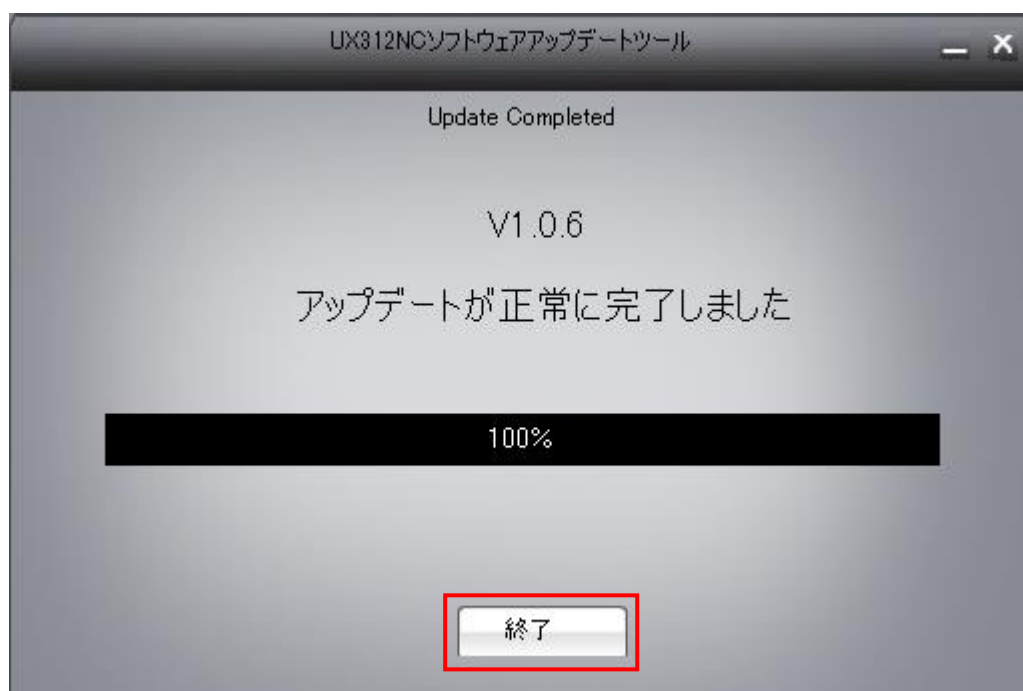 UX312NCソフトウェアアップデートツール
Update Completed
V1.0.6
アップデートが正常に完了しました
100%
終了